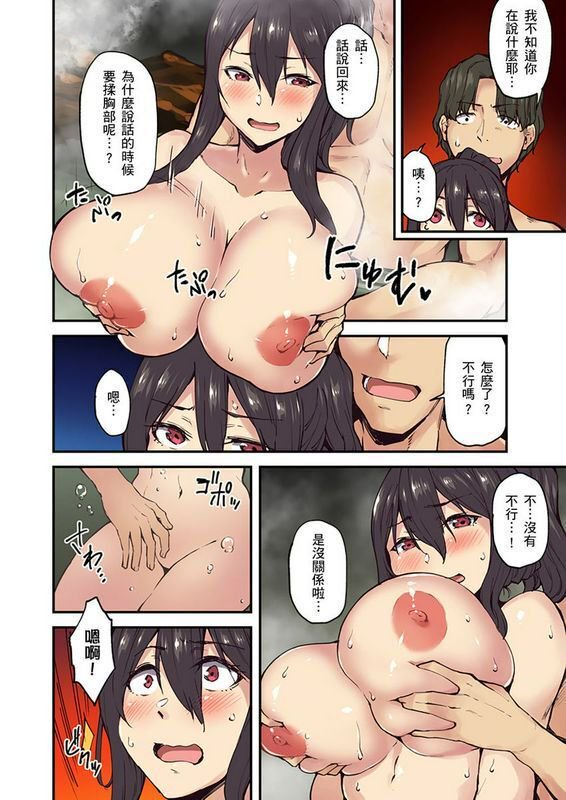 我不知道你
在說什麼耶…
咦…？
話…
話說回來…
為什麼說話的時候
要揉胸部呢…？
たぷっ
たぷっ
にゅむ
怎麼了？
不行嗎？
嗯…
不…沒有
不行…！
是沒關係啦…
ゴポッ
さわ…
嗯啊！